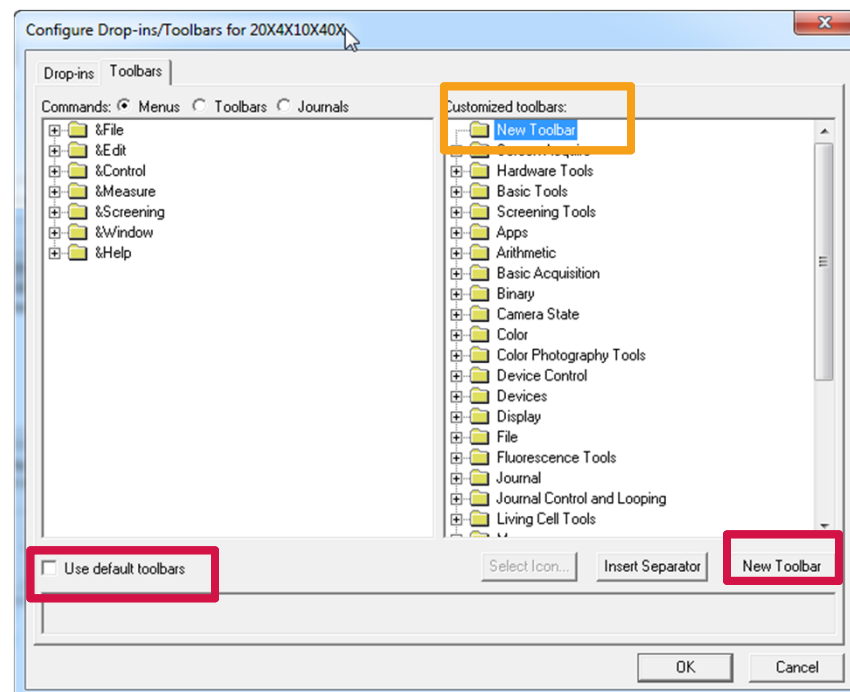 Configure Drop-ins/Toolbars for 20X4X10X40X
Drop-ins Toolbars
Commands: Menus Toolbars Journals
&File
&Edit
&Control
&Measure
&Screening
&Window
&Help
Customized toolbars:
New Toolbar
Screen Acquire
Hardware Tools
Basic Tools
Screening Tools
Apps
Arithmetic
Basic Acquisition
Binary
Camera State
Color
Color Photography Tools
Device Control
Devices
Display
File
Fluorescence Tools
Journal
Journal Control and Looping
Living Cell Tools
Use default toolbars
Select Icon... Insert Separator New Toolbar
OK Cancel